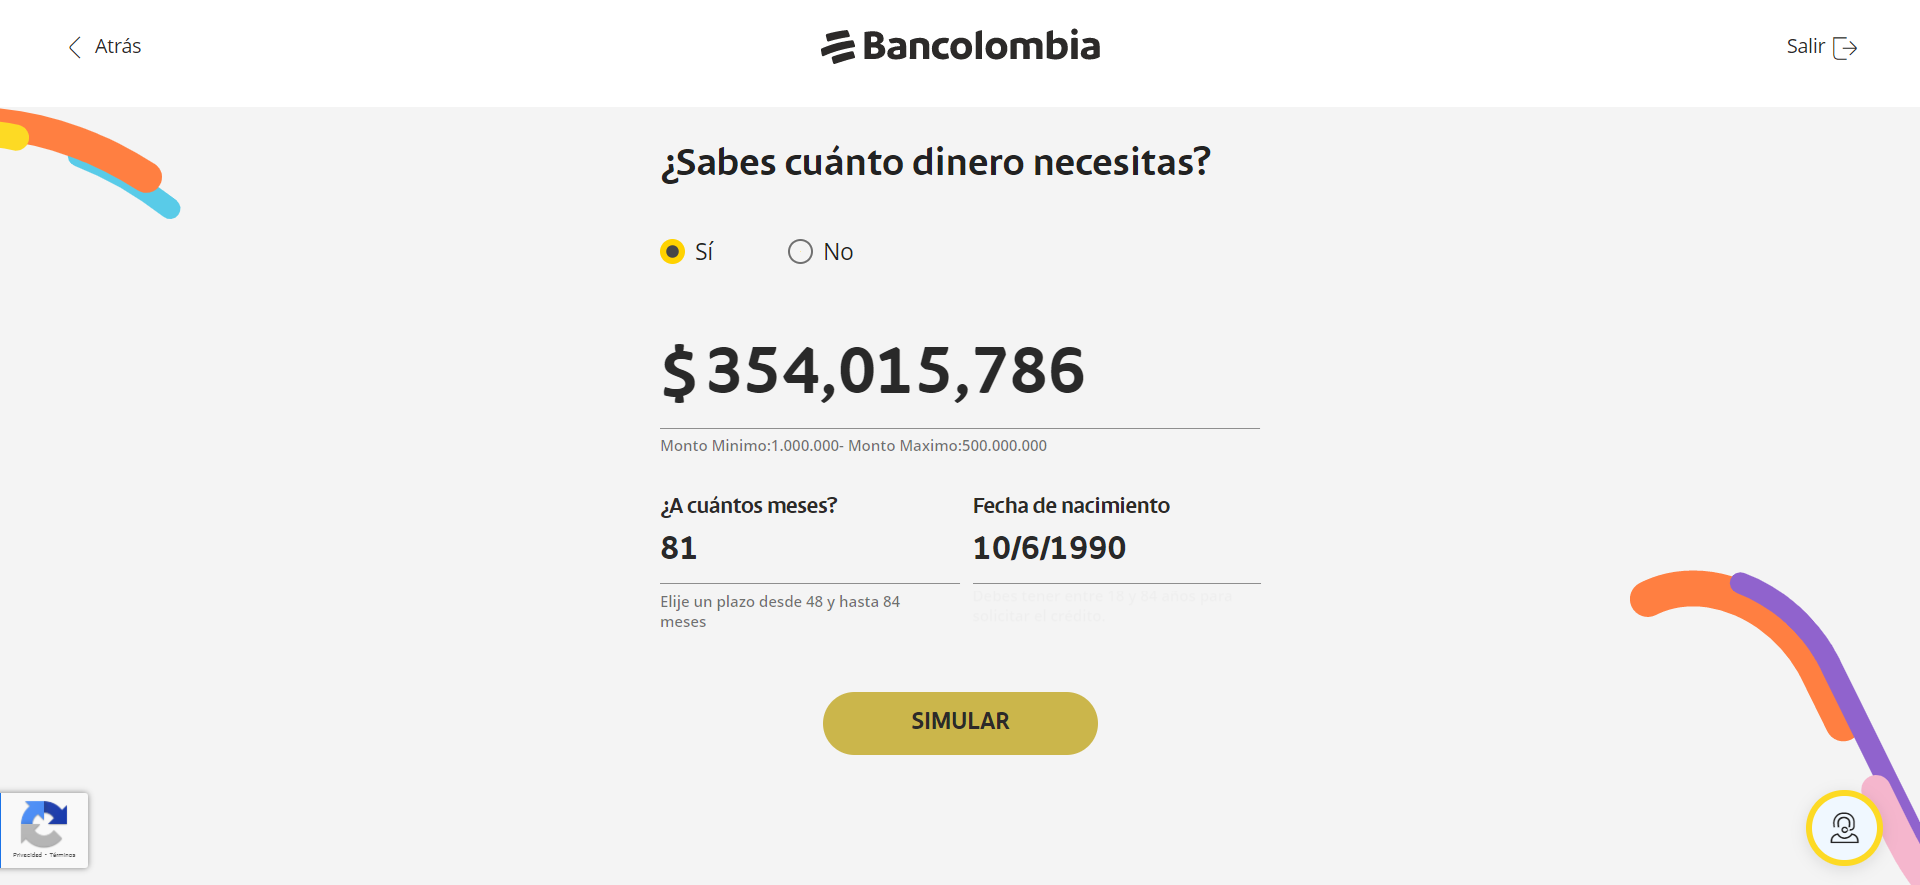 Atrás
Bancolombia
Salir
¿Sabes cuánto dinero necesitas?
Sí
No
$ 354,015,786
Monto Minimo:1.000.000- Monto Maximo:500.000.000
¿A cuántos meses?
Fecha de nacimiento
81
10/6/1990
Elije un plazo desde 48 y hasta 84
meses
Debes tener entre 18 y 84 años para
solicitar el crédito.
SIMULAR
Privacidad - Términos